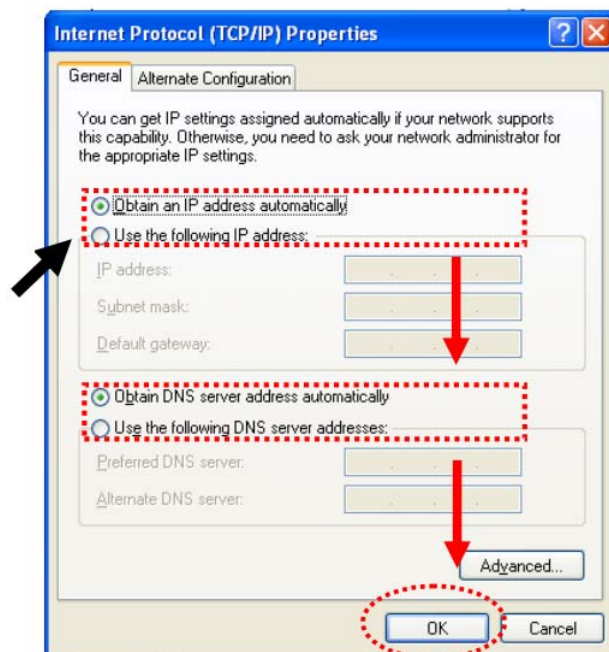 Internet Protocol (TCP/IP) Properties
General
Alternate Configuration
You can get IP settings assigned automatically if your network supports
this capability. Otherwise, you need to ask your network administrator for
the appropriate IP settings.
Obtain an IP address automatically
Use the following IP address:
IP address:
Subnet mask:
Default gateway:
Obtain DNS server address automatically
Use the following DNS server addresses:
Preferred DNS server:
Alternate DNS server:
Advanced...
OK
Cancel